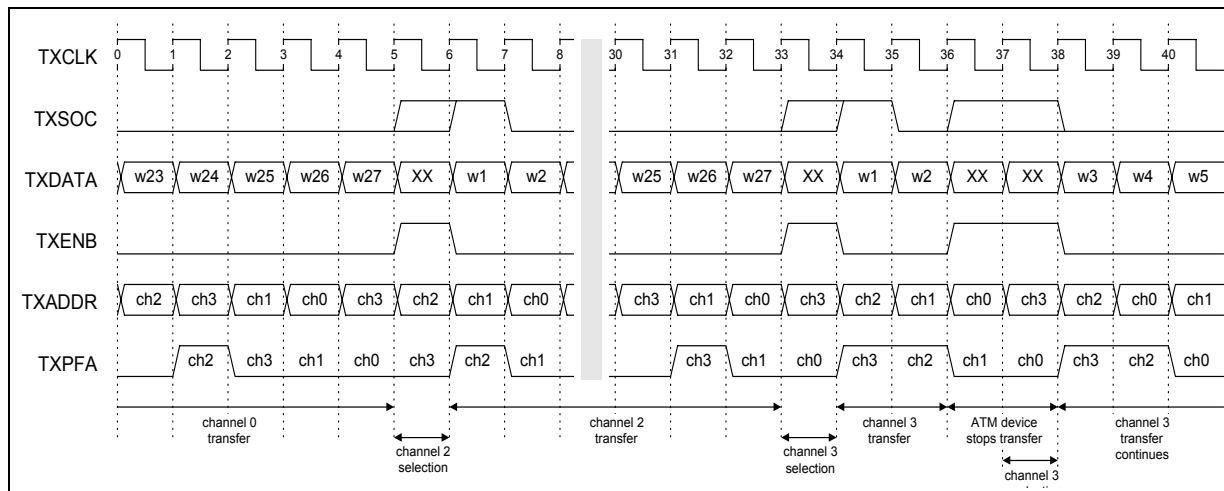 TXCLK
0 1 2 3 4 5 6 7 8 30 31 32 33 34 35 36 37 38 39 40
TXSOC
TXDATA
w23 w24 w25 w26 w27 XX w1 w2 w25 w26 w27 XX w1 w2 XX XX w3 w4 w5
TXENB
TXADDR
ch2 ch3 ch1 ch0 ch3 ch2 ch1 ch0 ch3 ch1 ch0 ch3 ch2 ch1 ch0 ch3 ch2 ch0 ch1
TXPFA
ch2 ch3 ch1 ch0 ch3 ch2 ch1 ch3 ch1 ch0 ch3 ch2 ch1 ch0 ch3 ch2 ch0
channel 0
transfer
channel 2
selection
channel 2
transfer
channel 3
selection
channel 3
transfer
ATM device
stops transfer
channel 3
channel 3
transfer
continues